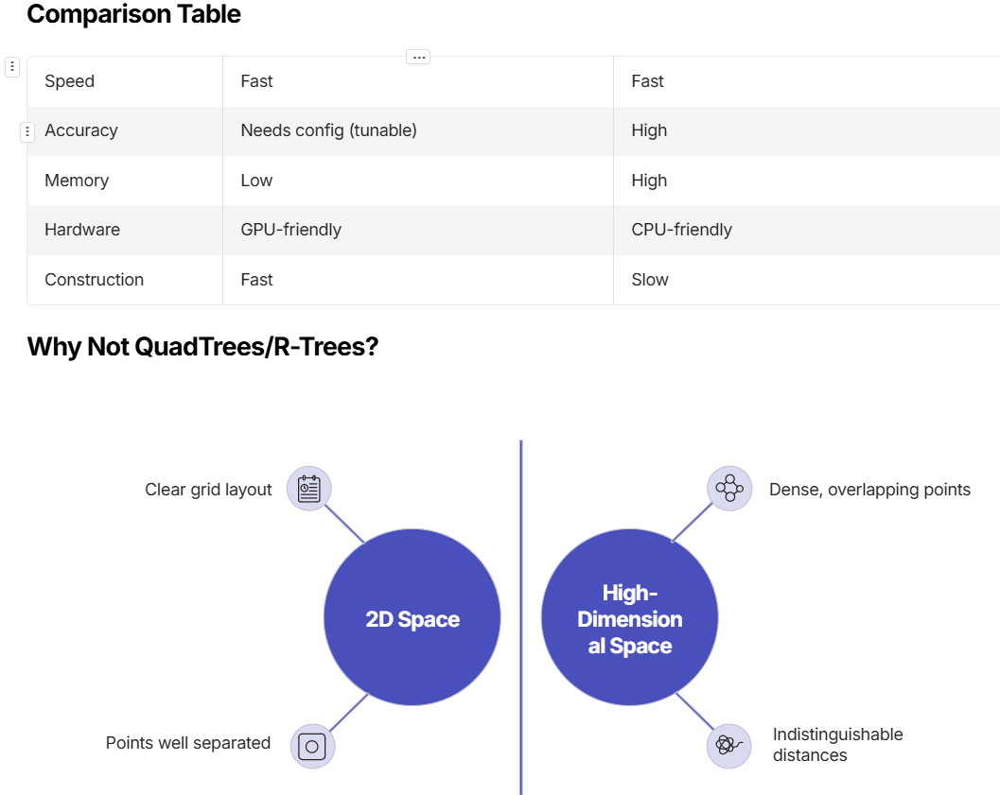 Comparison Table
Speed Fast Fast
Accuracy Needs config (tunable) High
Memory Low High
Hardware GPU-friendly CPU-friendly
Construction Fast Slow
Why Not QuadTrees/R-Trees?
Clear grid layout
2D Space
Points well separated
Dense, overlapping points
High-
Dimension
al Space
Indistinguishable
distances